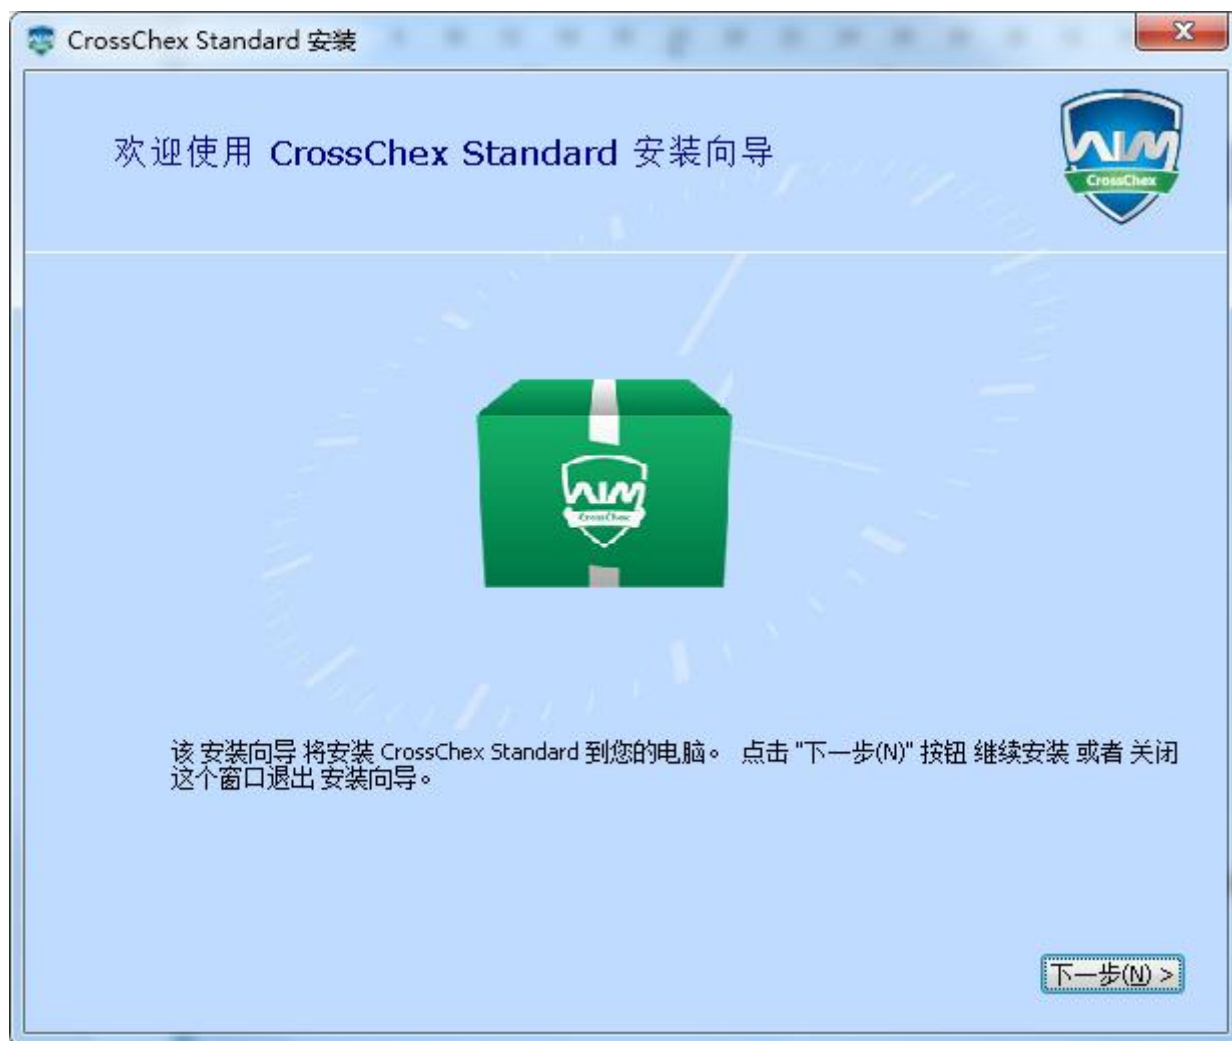 CrossChex Standard 安装
欢迎使用 CrossChex Standard 安装向导
AIM
CrossChex
AIM
CrossChex
该 安装向导 将安装 CrossChex Standard 到您的电脑。 点击 "下一步(N)" 按钮 继续安装 或者 关闭
这个窗口退出 安装向导。
下一步(N) >